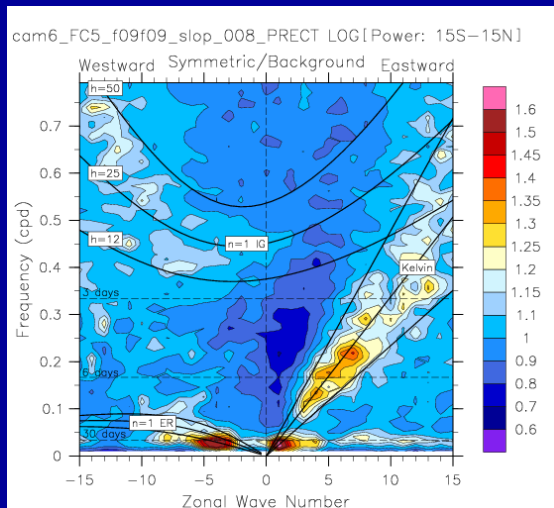 cam6_FC5_f09f09_slop_008_PRECT LOG[Power: 15S-15N]
Westward Symmetric/Background Eastward
h=50
h=25
h=12
n=1 IG
Kelvin
3 days
6 days
30 days
n=1 ER
Frequency (cpd)
0.7
0.6
0.5
0.4
0.3
0.2
0.1
0
-15 -10 -5 0 5 10 15
Zonal Wave Number
1.6
1.5
1.45
1.4
1.35
1.3
1.25
1.2
1.15
1.1
1
0.9
0.8
0.7
0.6